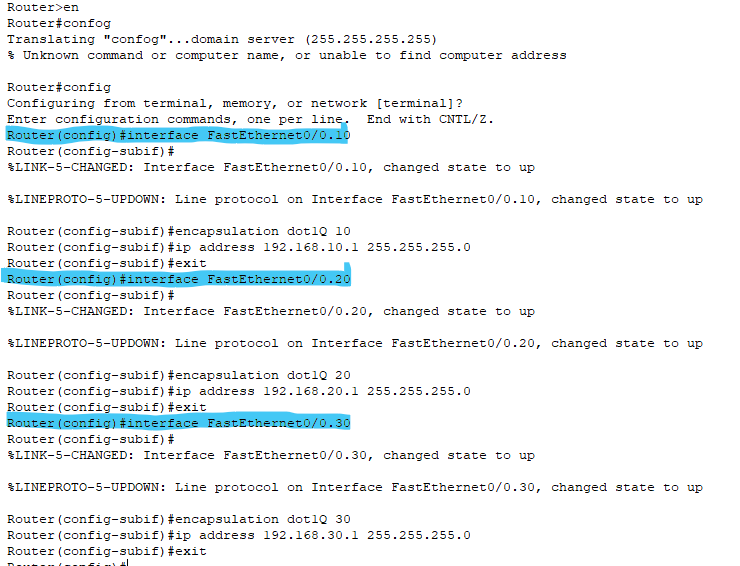 Router>en
Router#confog
Translating "confog"...domain server (255.255.255.255)
% Unknown command or computer name, or unable to find computer address
Router#config
Configuring from terminal, memory, or network [terminal]?
Enter configuration commands, one per line.  End with CNTL/Z.
Router(config)#interface FastEthernet0/0.10
Router(config-subif)#
%LINK-5-CHANGED: Interface FastEthernet0/0.10, changed state to up
%LINEPROTO-5-UPDOWN: Line protocol on Interface FastEthernet0/0.10, changed state to up
Router(config-subif)#encapsulation dot1Q 10
Router(config-subif)#ip address 192.168.10.1 255.255.255.0
Router(config-subif)#exit
Router(config)#interface FastEthernet0/0.20
Router(config-subif)#
%LINK-5-CHANGED: Interface FastEthernet0/0.20, changed state to up
%LINEPROTO-5-UPDOWN: Line protocol on Interface FastEthernet0/0.20, changed state to up
Router(config-subif)#encapsulation dot1Q 20
Router(config-subif)#ip address 192.168.20.1 255.255.255.0
Router(config-subif)#exit
Router(config)#interface FastEthernet0/0.30
Router(config-subif)#
%LINK-5-CHANGED: Interface FastEthernet0/0.30, changed state to up
%LINEPROTO-5-UPDOWN: Line protocol on Interface FastEthernet0/0.30, changed state to up
Router(config-subif)#encapsulation dot1Q 30
Router(config-subif)#ip address 192.168.30.1 255.255.255.0
Router(config-subif)#exit
Router(config)#